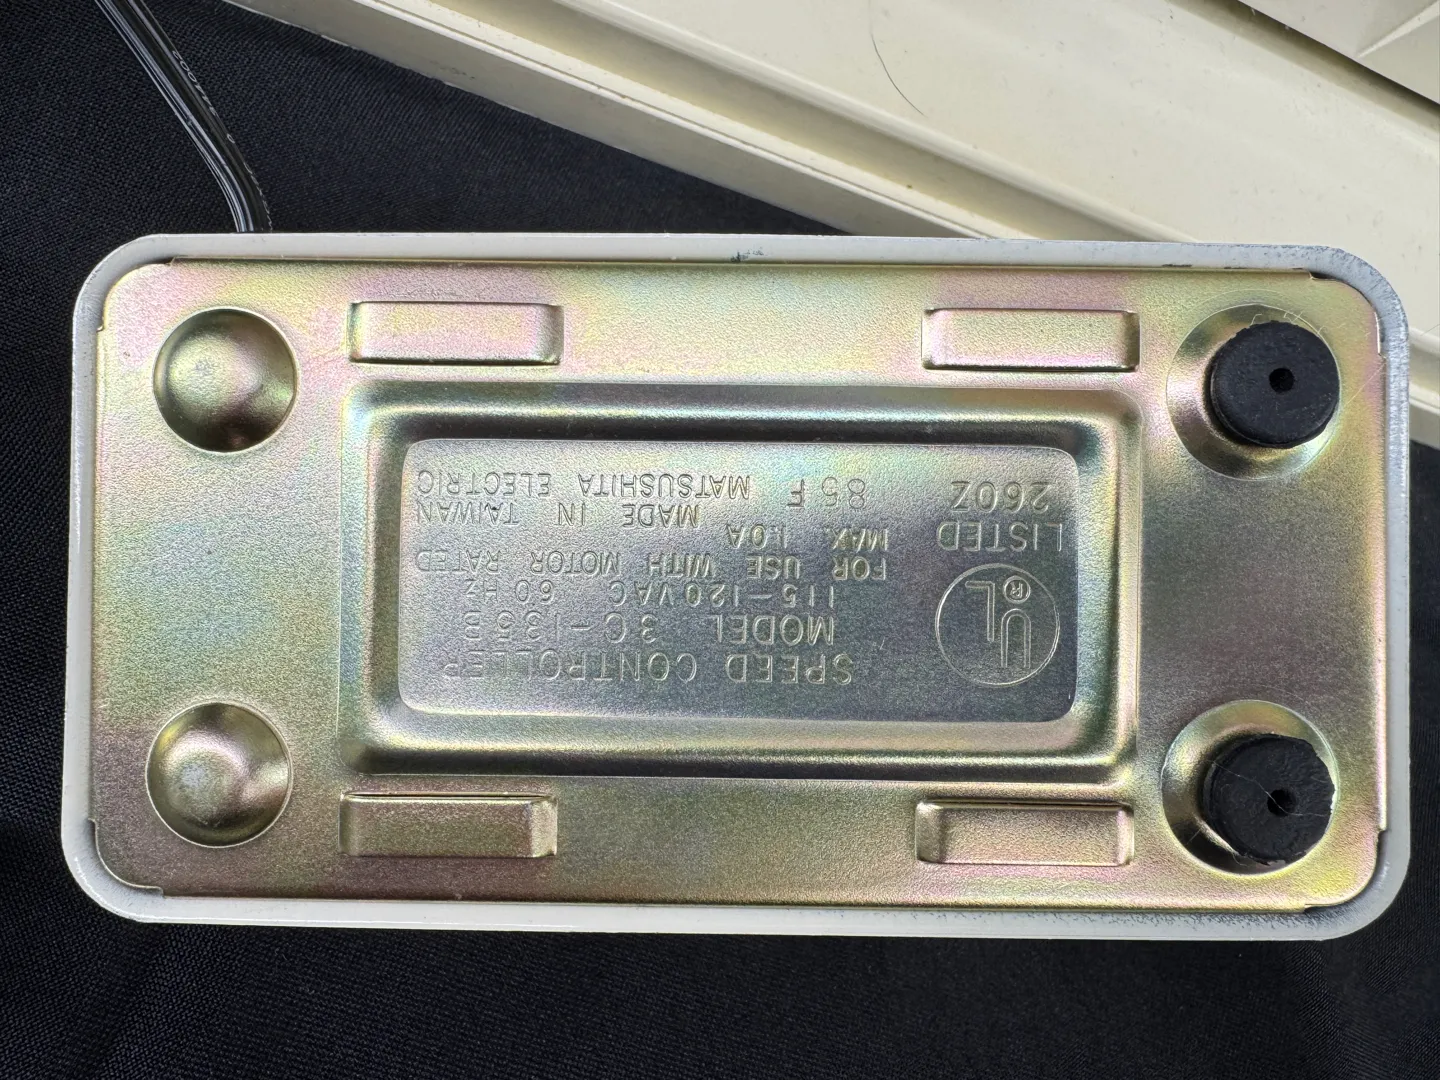 SPEED CONTROLLER
MODEL 3C-135B
115-120VAC 60Hz
FOR USE WITH MOTOR RATED
MAX. 1.0A
MADE IN TAIWAN
85F MATSUSHITA ELECTRIC
UL ®
LISTED
260Z